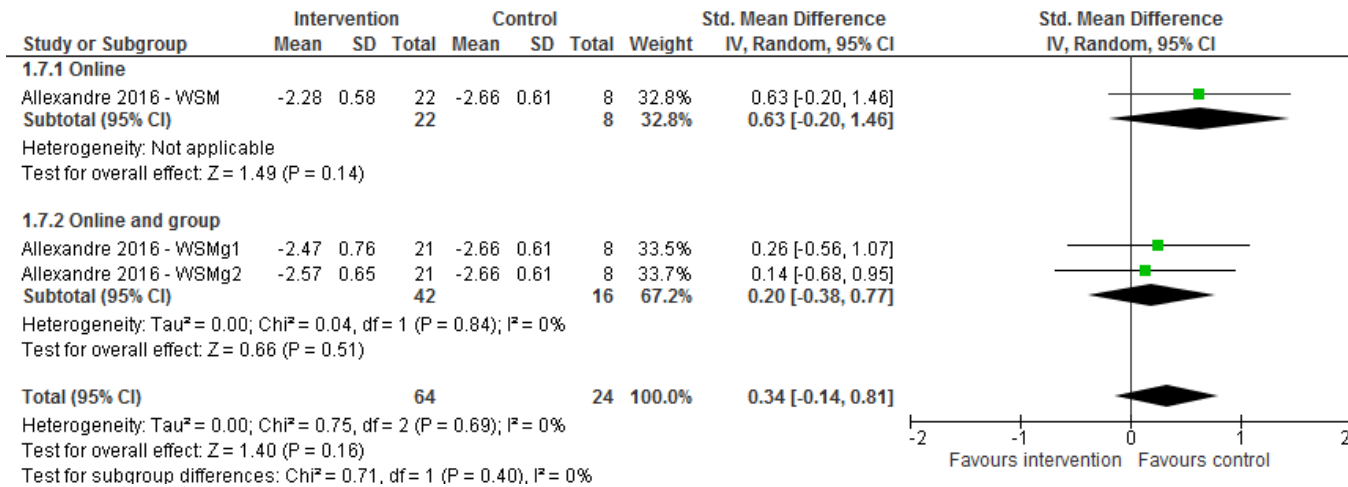 Intervention Control Std. Mean Difference Std. Mean Difference
Study or Subgroup Mean SD Total Mean SD Total Weight IV, Random, 95% CI IV, Random, 95% CI
1.7.1 Online
Allexandre 2016 - WSM -2.28 0.58 22 -2.66 0.61 8 32.8% 0.63 [-0.20, 1.46]
Subtotal (95% CI) 22 8 32.8% 0.63 [-0.20, 1.46]
Heterogeneity: Not applicable
Test for overall effect: Z = 1.49 (P = 0.14)
1.7.2 Online and group
Allexandre 2016 - WSMg1 -2.47 0.76 21 -2.66 0.61 8 33.5% 0.26 [-0.56, 1.07]
Allexandre 2016 - WSMg2 -2.57 0.65 21 -2.66 0.61 8 33.7% 0.14 [-0.68, 0.95]
Subtotal (95% CI) 42 16 67.2% 0.20 [-0.38, 0.77]
Heterogeneity: Tau² = 0.00; Chi² = 0.04, df = 1 (P = 0.84); I² = 0%
Test for overall effect: Z = 0.66 (P = 0.51)
Total (95% CI) 64 24 100.0% 0.34 [-0.14, 0.81]
Heterogeneity: Tau² = 0.00; Chi² = 0.75, df = 2 (P = 0.69); I² = 0%
Test for overall effect: Z = 1.40 (P = 0.16)
Test for subgroup differences: Chi² = 0.71, df = 1 (P = 0.40), I² = 0%
-2 -1 0 1 2
Favours intervention Favours control